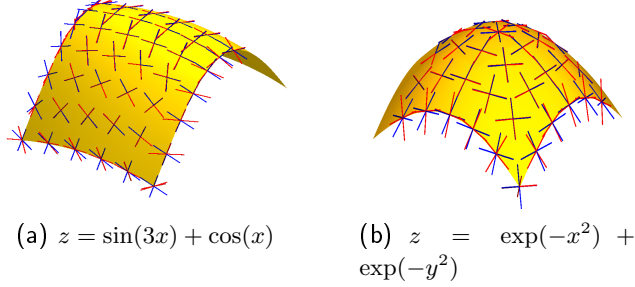 (a) z = sin(3x) + cos(x)
(b) z = exp(−x²) +
exp(−y²)